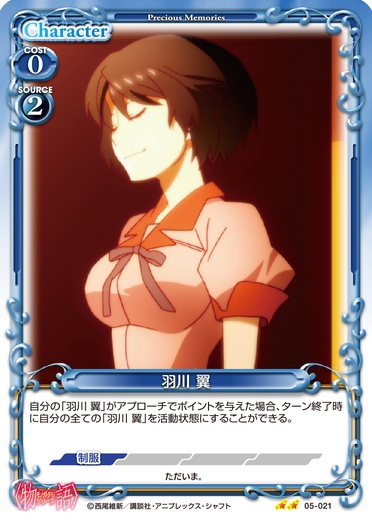 Precious Memories
Character
COST
0
SOURCE
2
羽川 翼
自分の「羽川 翼」がアプローチでポイントを与えた場合、ターン終了時
に自分の全ての「羽川 翼」を活動状態にすることができる。
制服
ただいま。
物語
©西尾維新／講談社・アニプレックス・シャフト
05-021